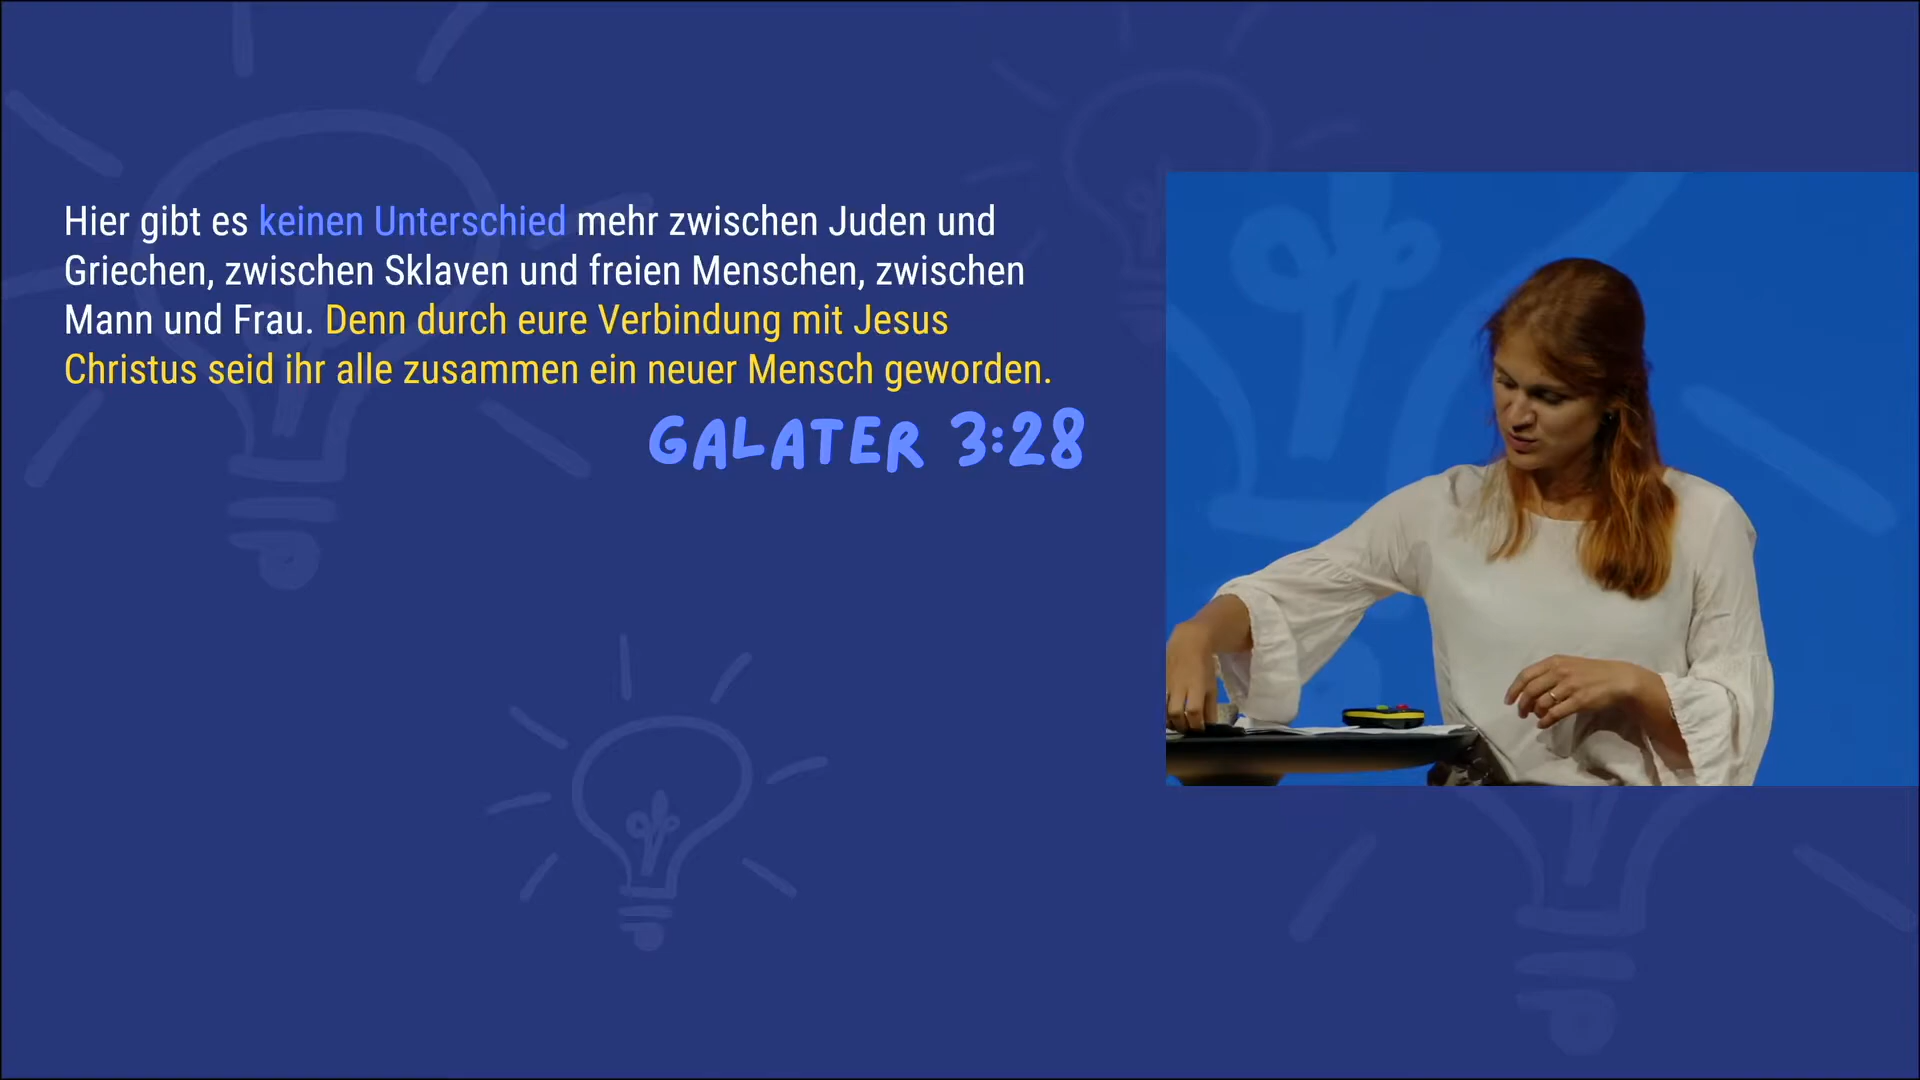 Hier gibt es keinen Unterschied mehr zwischen Juden und
Griechen, zwischen Sklaven und freien Menschen, zwischen
Mann und Frau. Denn durch eure Verbindung mit Jesus
Christus seid ihr alle zusammen ein neuer Mensch geworden.
GALATER 3:28